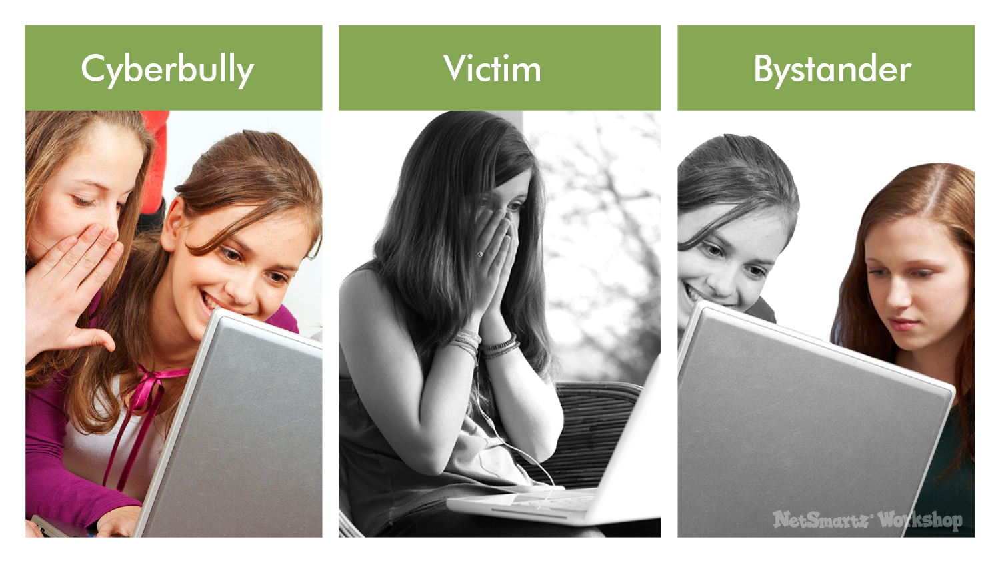 Cyberbully
Victim
Bystander
NetSmartz® Workshop